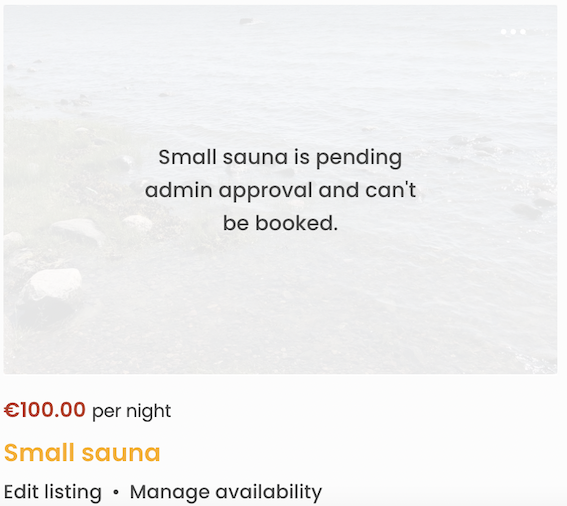 Small sauna is pending
admin approval and can't
be booked.
€100.00 per night
Small sauna
Edit listing • Manage availability